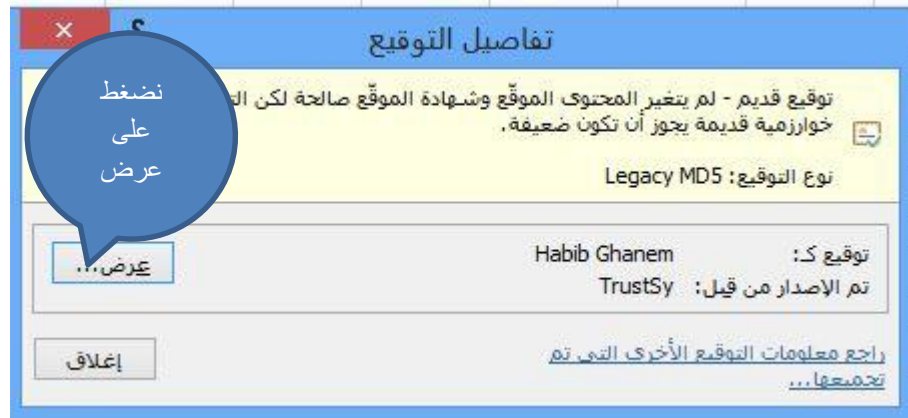 تفاصيل التوقيع
توقيع قديم - لم يتغير المحتوى الموقّع وشهادة الموقّع صالحة لكن
خوارزمية قديمة يجوز أن تكون ضعيفة.
نوع التوقيع: Legacy MD5
نضغط
على
عرض
توقيع كـ: Habib Ghanem
تم الإصدار من قِبل: TrustSy
عرض...
راجع معلومات التوقيع الأخرى التي تم
تجميعها...
إغلاق